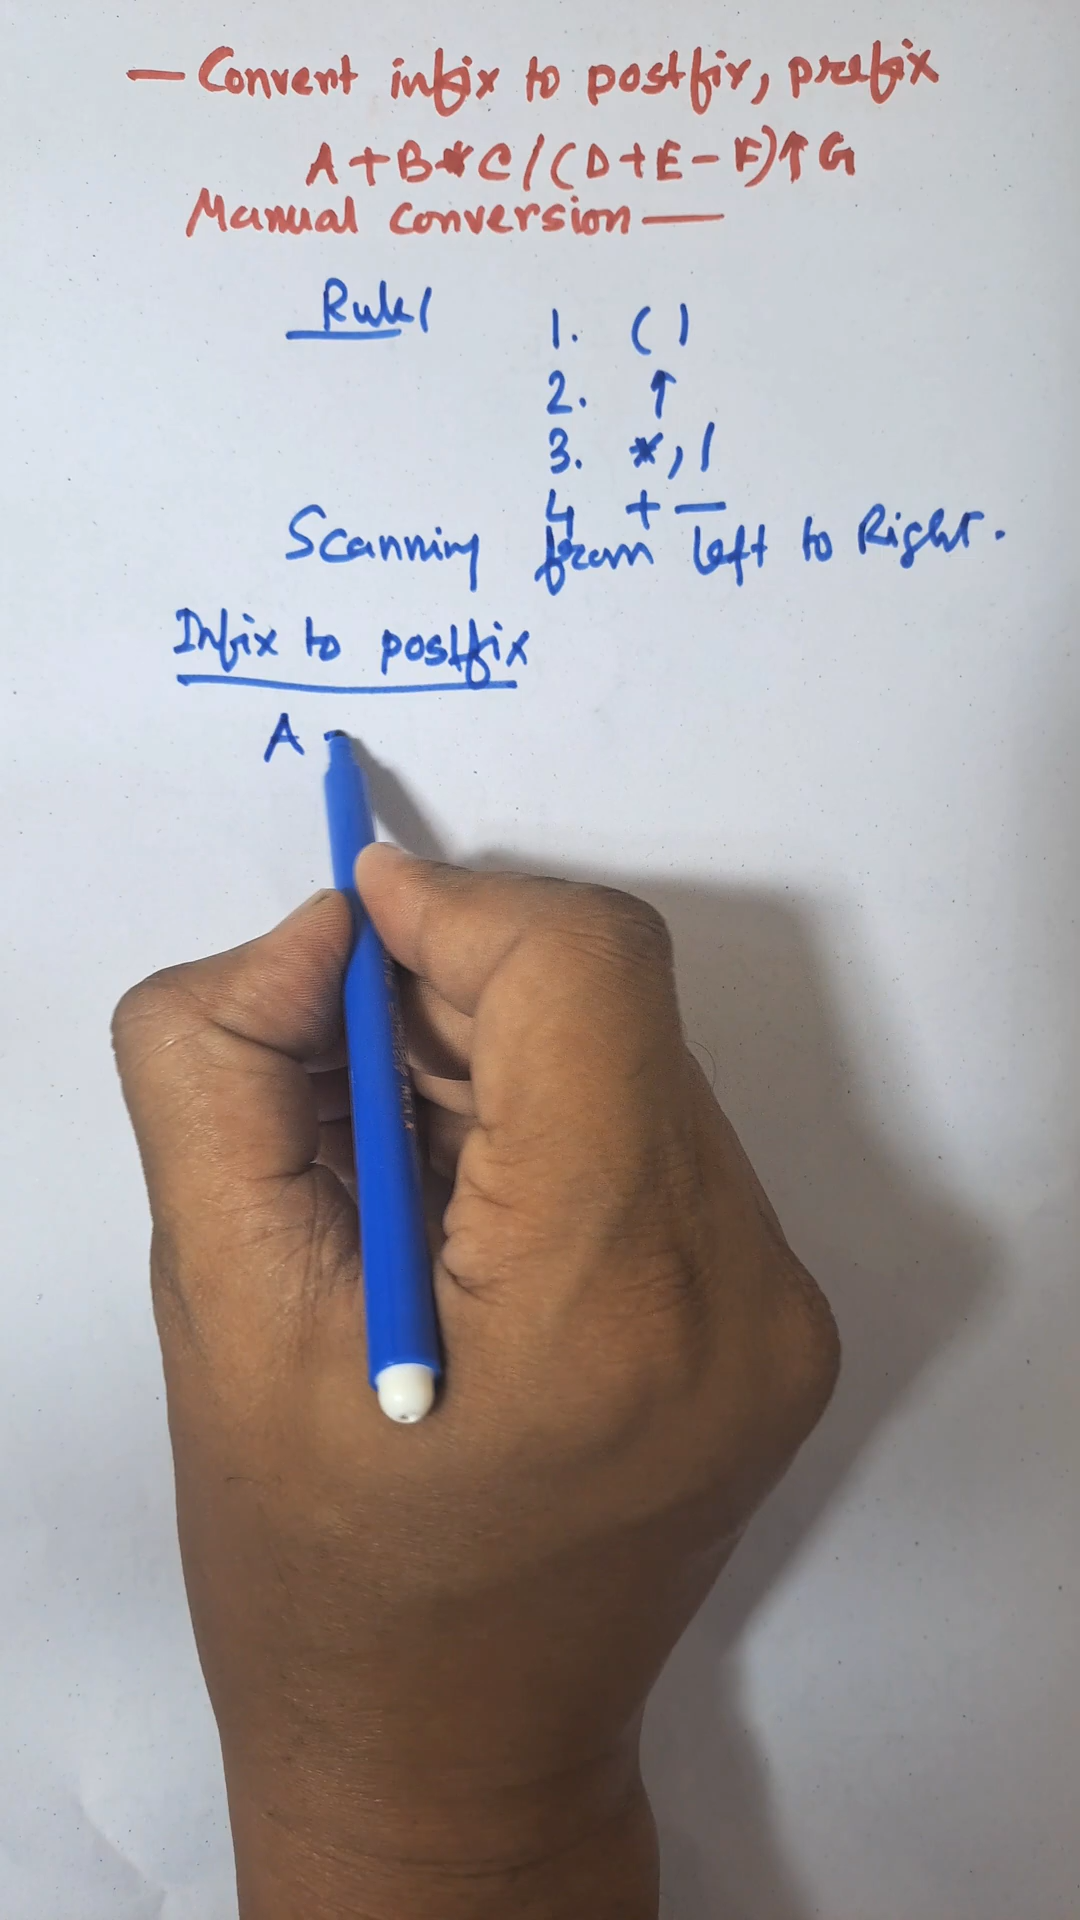 — Convert infix to postfix, prefix
A+B*C/(D+E-F)↑G
Manual conversion —
Rule/
1. ( )
2. ↑
3. *, /
4 + —
Scanning from left to Right.
Infix to postfix
A